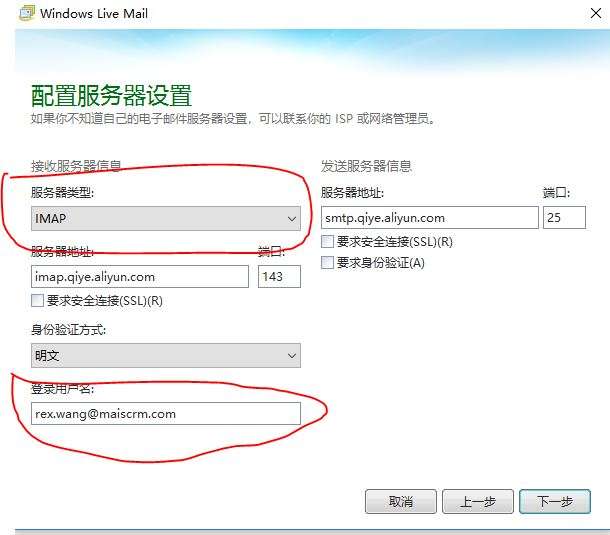 Windows Live Mail
配置服务器设置
如果你不知道自己的电子邮件服务器设置，可以联系你的 ISP 或网络管理员。
接收服务器信息
服务器类型:
IMAP
服务器地址: 端口:
imap.qiye.aliyun.com 143
要求安全连接(SSL)(R)
身份验证方式:
明文
登录用户名:
rex.wang@maiscrm.com
发送服务器信息
服务器地址: 端口:
smtp.qiye.aliyun.com 25
要求安全连接(SSL)(R)
要求身份验证(A)
取消 上一步 下一步